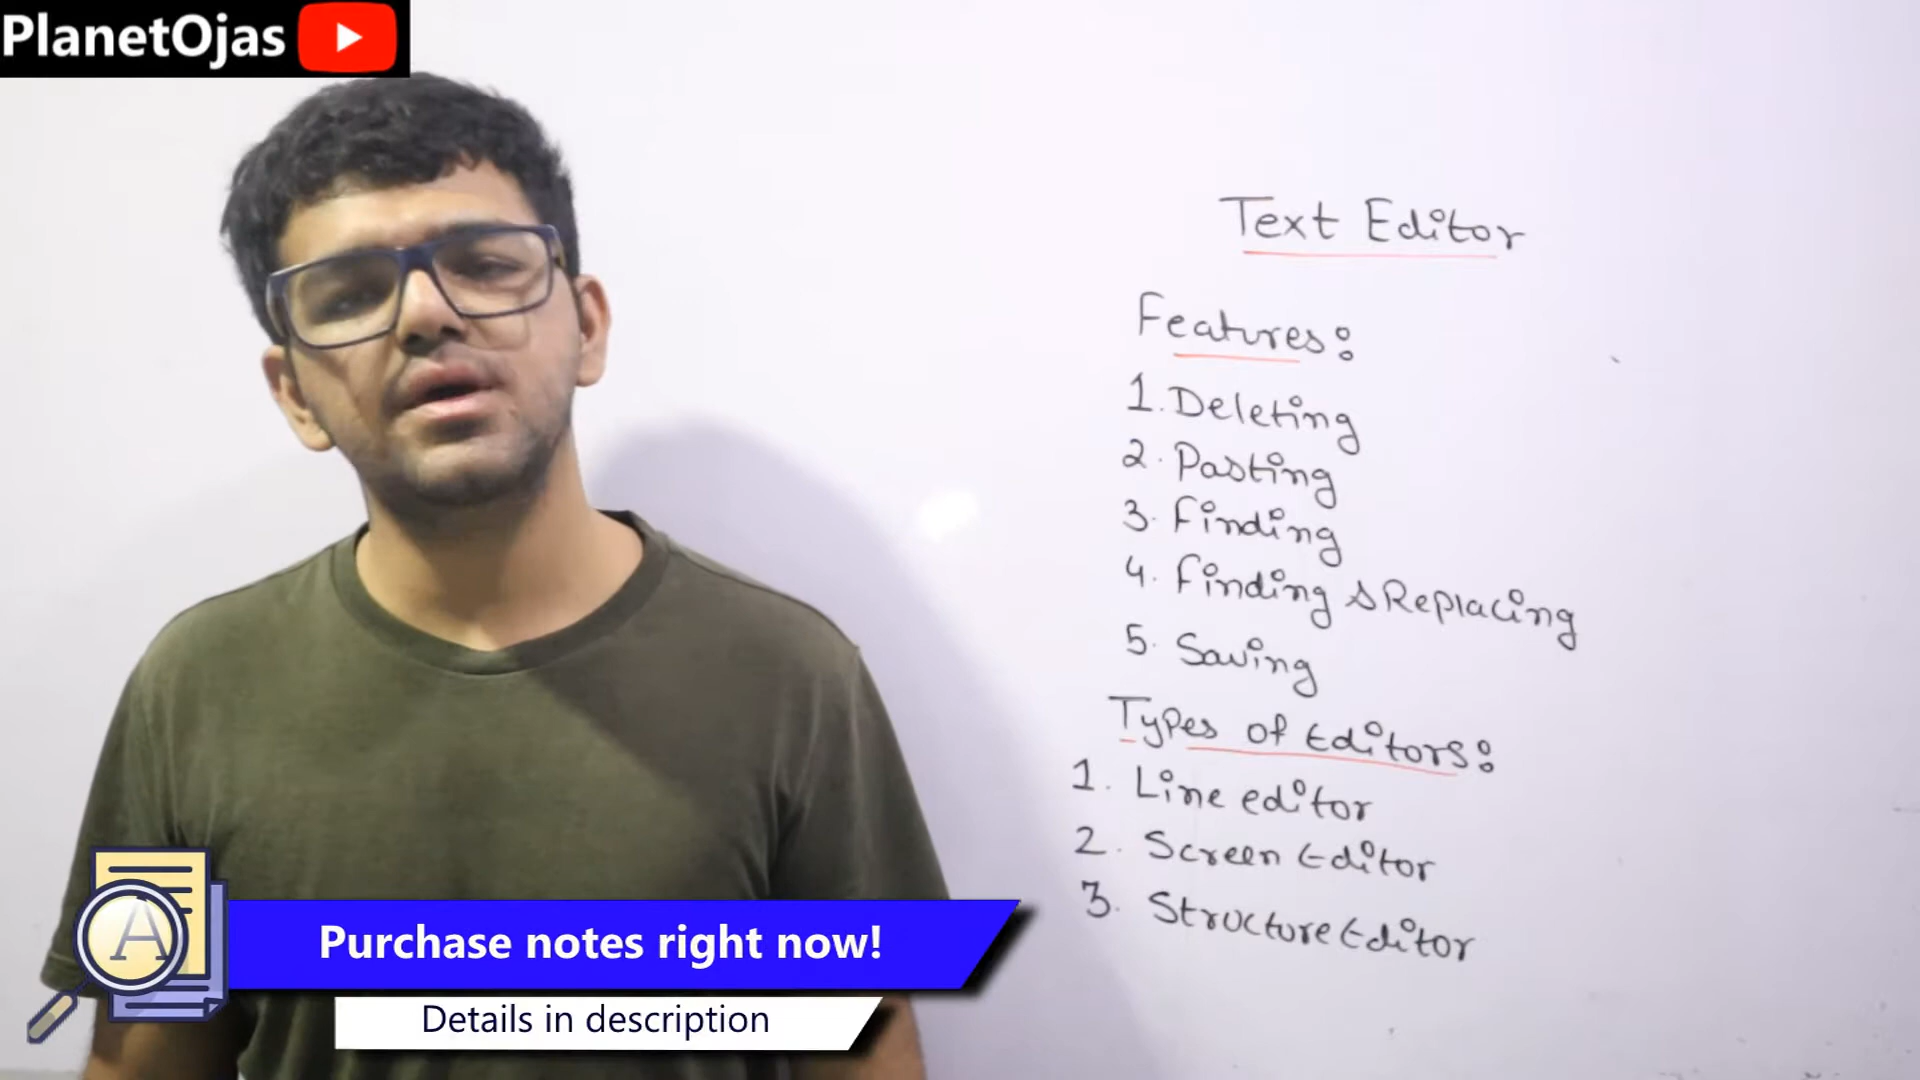 PlanetOjas
Text Editor
Features:
1. Deleting
2. Pasting
3. Finding
4. Finding & Replacing
5. Saving
Types of Editors:
1. Line editor
2. Screen Editor
3. Structure Editor
A
Purchase notes right now!
Details in description